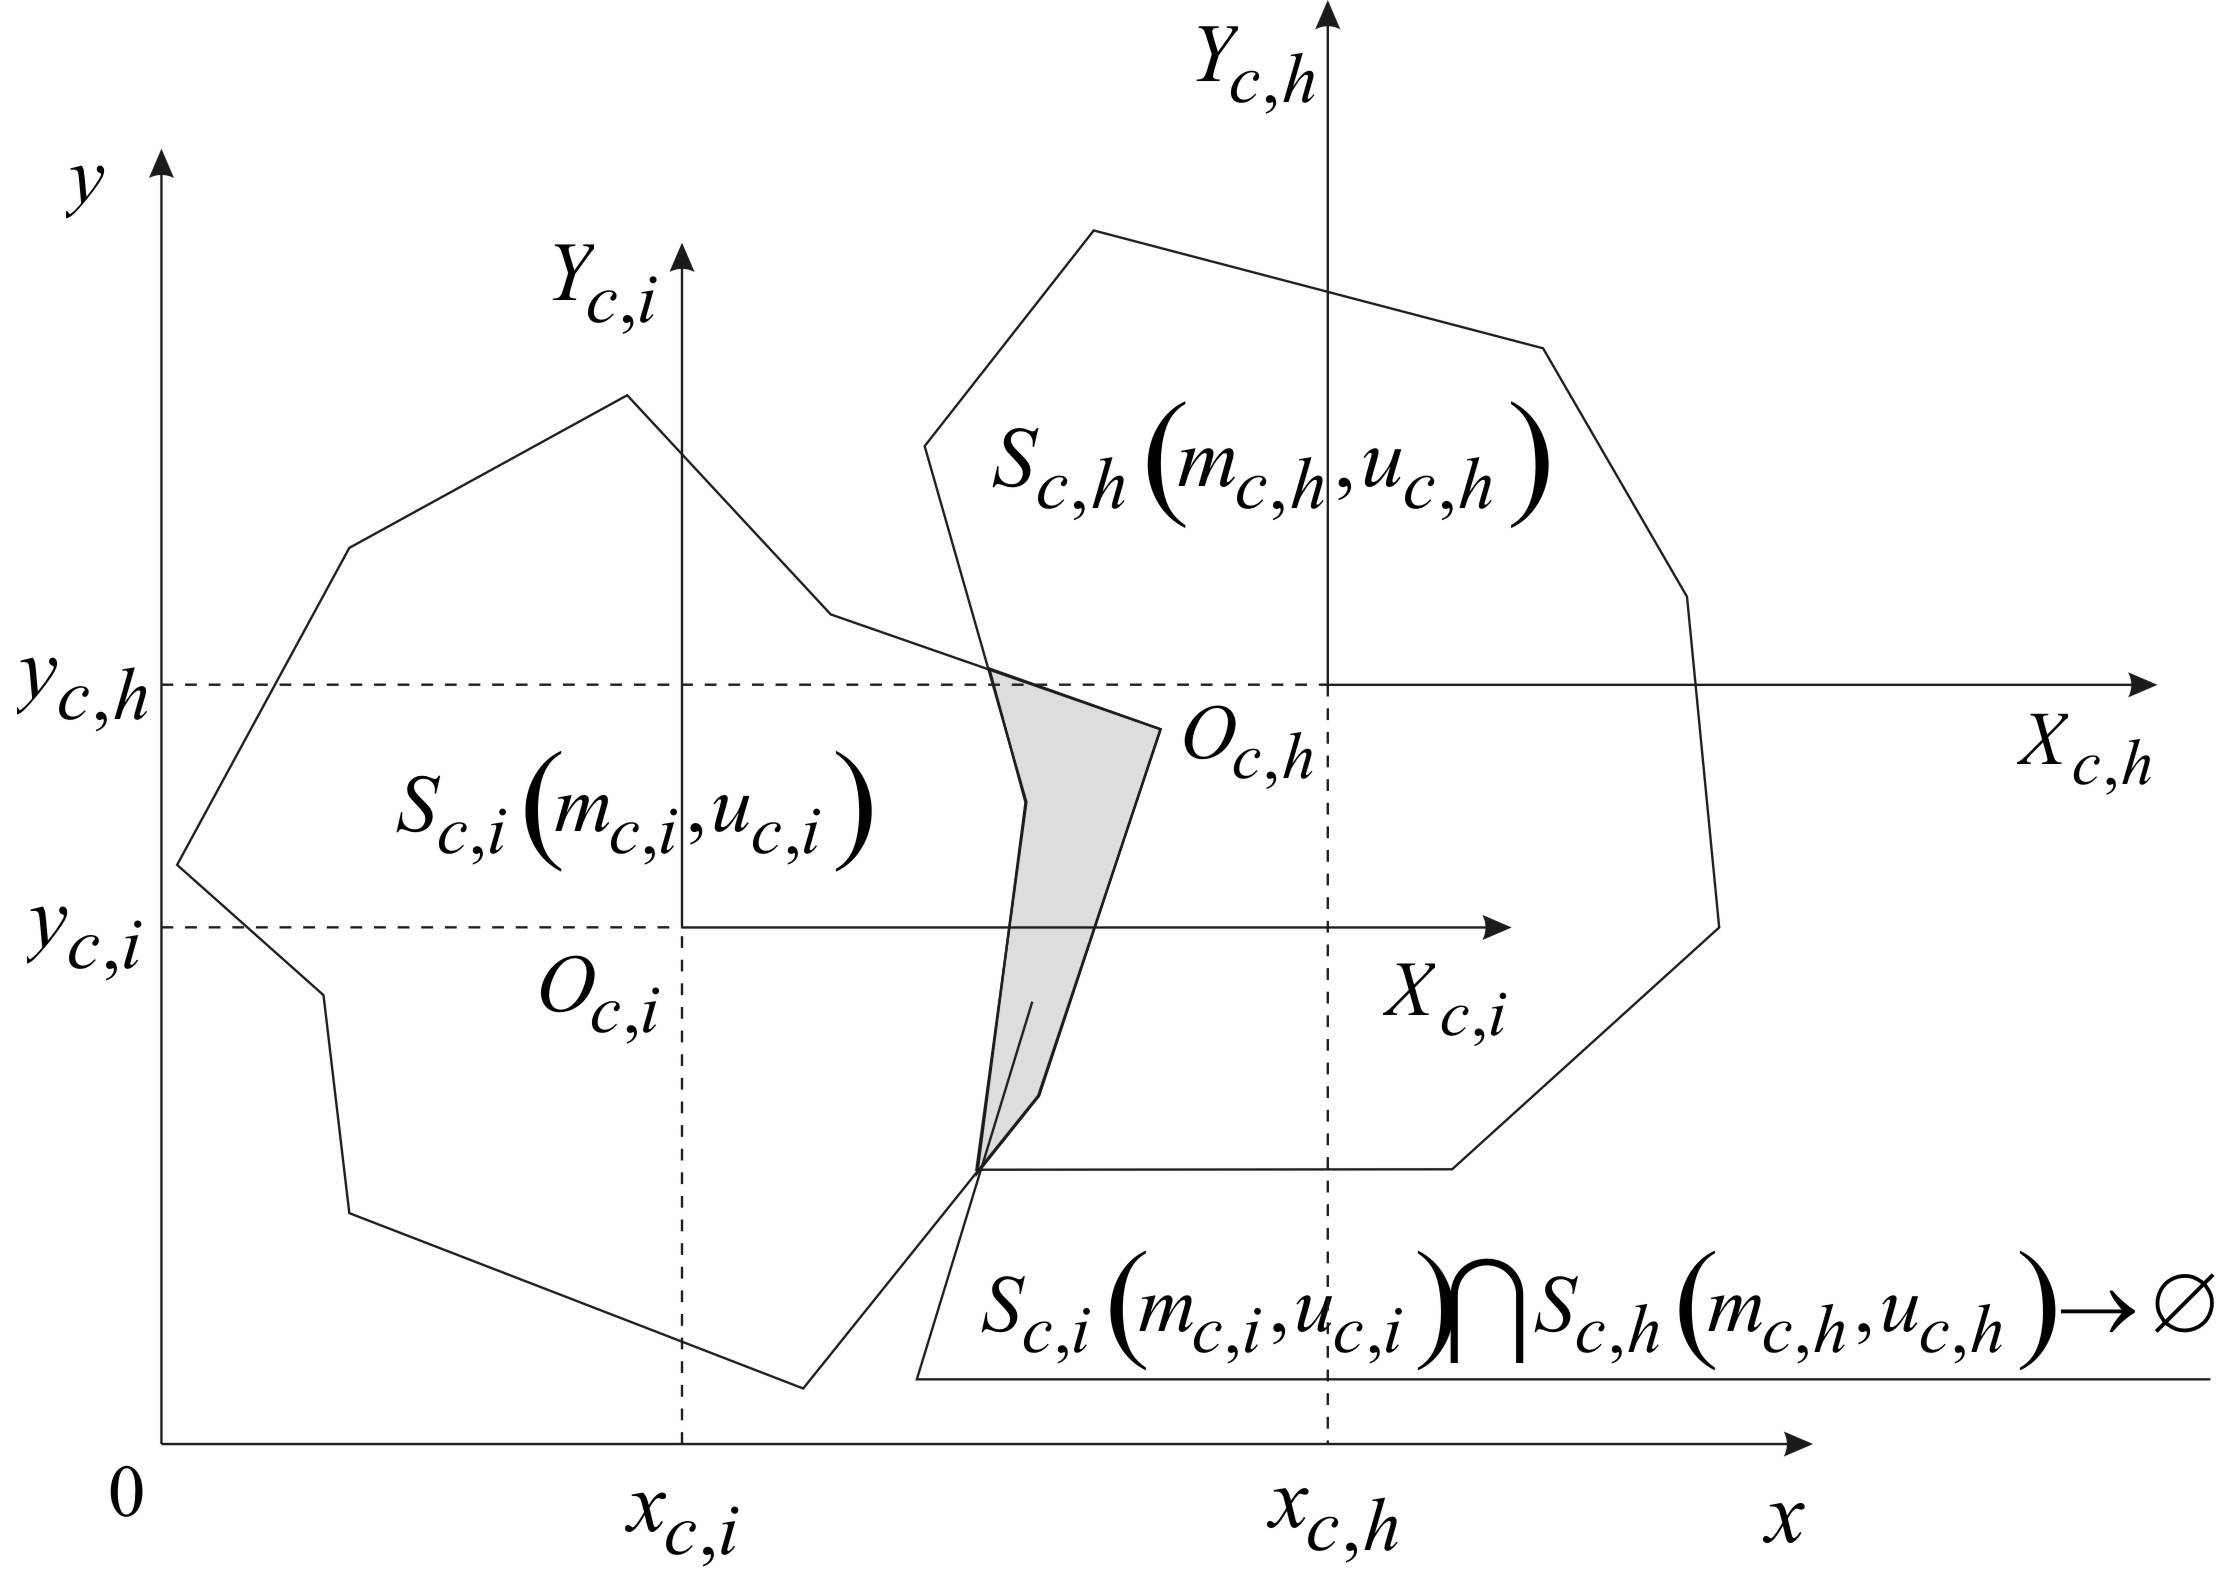 Y_{c,h}
y
Y_{c,i}
S_{c,h}(m_{c,h},u_{c,h})
y_{c,h}
O_{c,h}
X_{c,h}
S_{c,i}(m_{c,i},u_{c,i})
y_{c,i}
O_{c,i}
X_{c,i}
S_{c,i}(m_{c,i},u_{c,i})⋂S_{c,h}(m_{c,h},u_{c,h})→∅
0
x_{c,i}
x_{c,h}
x